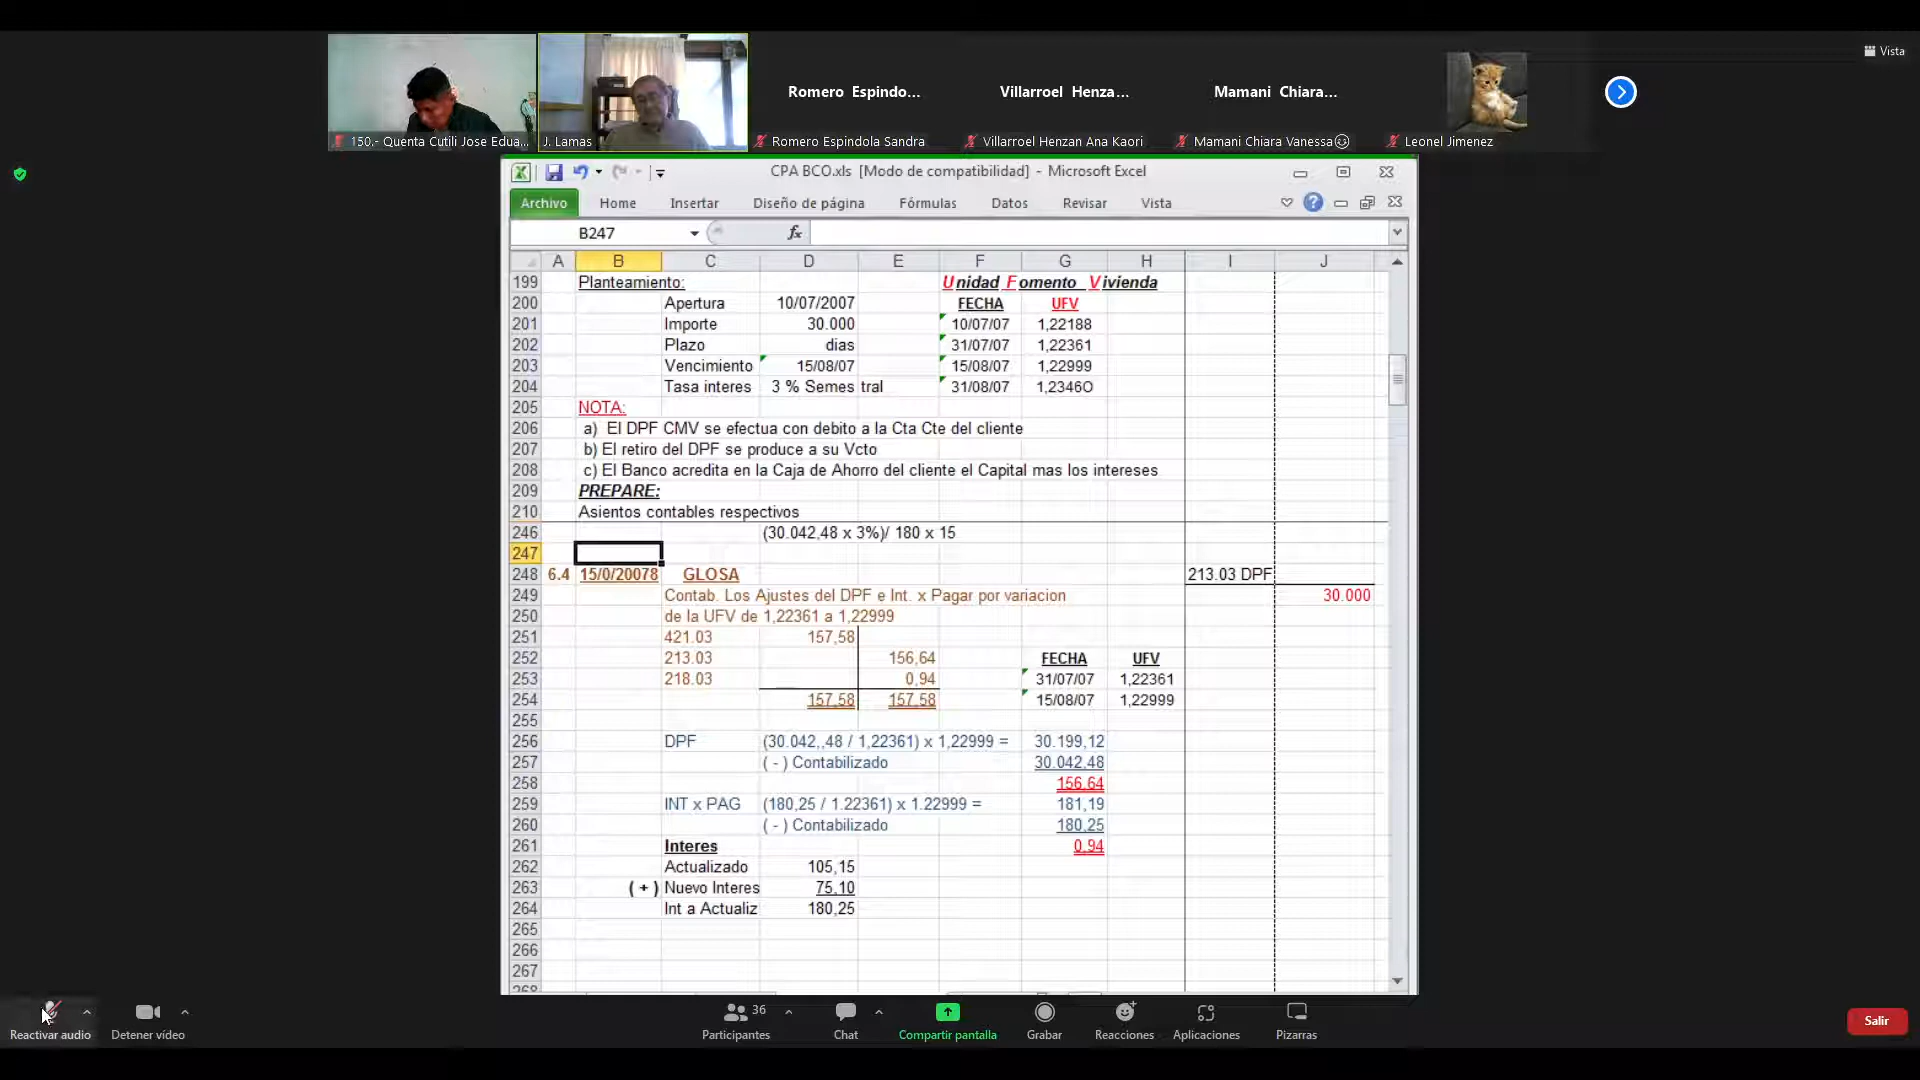 Vista
Romero Espindo...
Villarroel Henza...
Mamani Chiara...
150.- Quenta Cutili Jose Edua...
J. Lamas
Romero Espindola Sandra
Villarroel Henzan Ana Kaori
Mamani Chiara Vanessa☺
Leonel Jimenez
CPA BCO.xls [Modo de compatibilidad] - Microsoft Excel
Archivo Home Insertar Diseño de página Fórmulas Datos Revisar Vista
B247 fx
A B C D E F G H I J
199 Planteamiento: Unidad Fomento Vivienda
200 Apertura 10/07/2007 FECHA UFV
201 Importe 30.000 10/07/07 1,22188
202 Plazo dias 31/07/07 1,22361
203 Vencimiento 15/08/07 15/08/07 1,22999
204 Tasa interes 3 % Semes tral 31/08/07 1,2346O
205 NOTA:
206 a) El DPF CMV se efectua con debito a la Cta Cte del cliente
207 b) El retiro del DPF se produce a su Vcto
208 c) El Banco acredita en la Caja de Ahorro del cliente el Capital mas los intereses
209 PREPARE:
210 Asientos contables respectivos
246 (30.042,48 x 3%)/ 180 x 15
247
248 6.4 15/0/20078 GLOSA 213.03 DPF
249 Contab. Los Ajustes del DPF e Int. x Pagar por variacion 30.000
250 de la UFV de 1,22361 a 1,22999
251 421.03 157,58
252 213.03 156,64 FECHA UFV
253 218.03 0,94 31/07/07 1,22361
254 157,58 157,58 15/08/07 1,22999
255
256 DPF (30.042,,48 / 1,22361) x 1,22999 = 30.199,12
257 ( - ) Contabilizado 30.042,48
258 156,64
259 INT x PAG (180,25 / 1.22361) x 1.22999 = 181,19
260 ( - ) Contabilizado 180,25
261 Interes 0,94
262 Actualizado 105,15
263 ( + ) Nuevo Interes 75,10
264 Int a Actualiz 180,25
265
266
267
268
Reactivar audio
Detener vídeo
36
Participantes
Chat
Compartir pantalla
Grabar
Reacciones
Aplicaciones
Pizarras
Salir